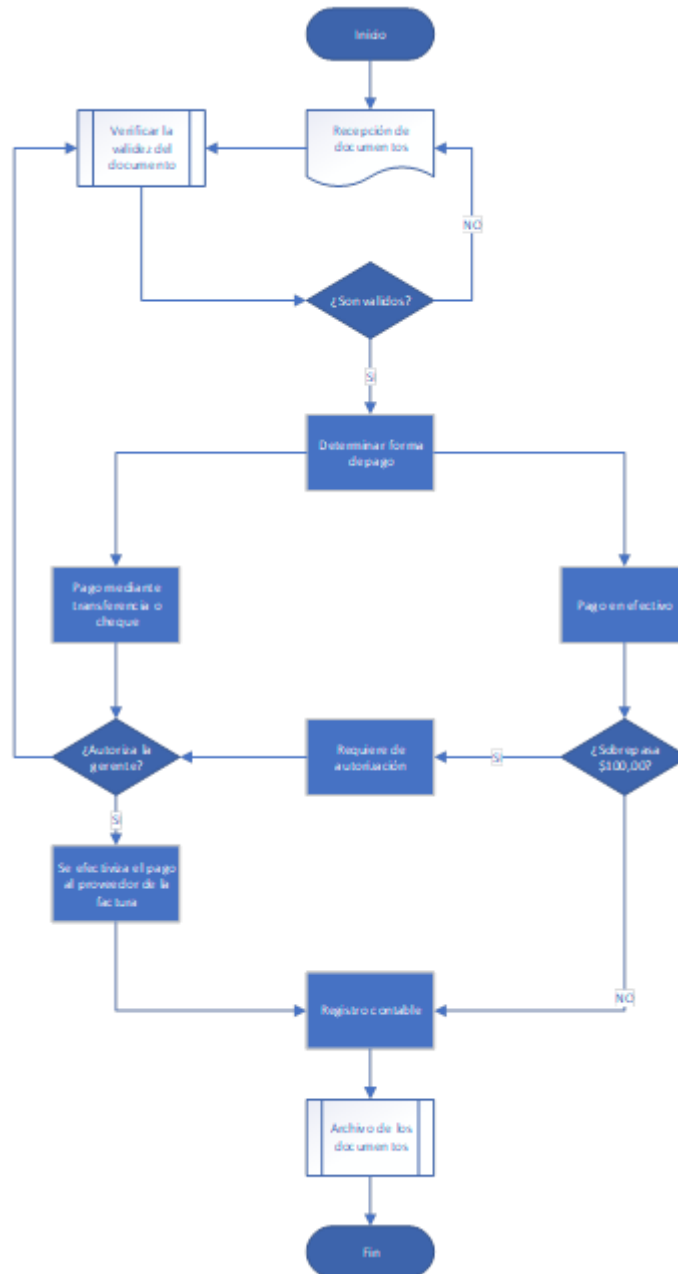 Inicio
Verificar la
validez del
documento
Recepción de
documentos
NO
¿Son validos?
SI
Determinar forma
de pago
Pago mediante
transferencia o
cheque
Pago en efectivo
¿Autoriza la
gerente?
Requiere de
autorización
SI
¿Sobrepasa
$100,00?
SI
Se efectiviza el pago
al proveedor de la
factura
NO
Registro contable
Archivo de los
documentos
Fin